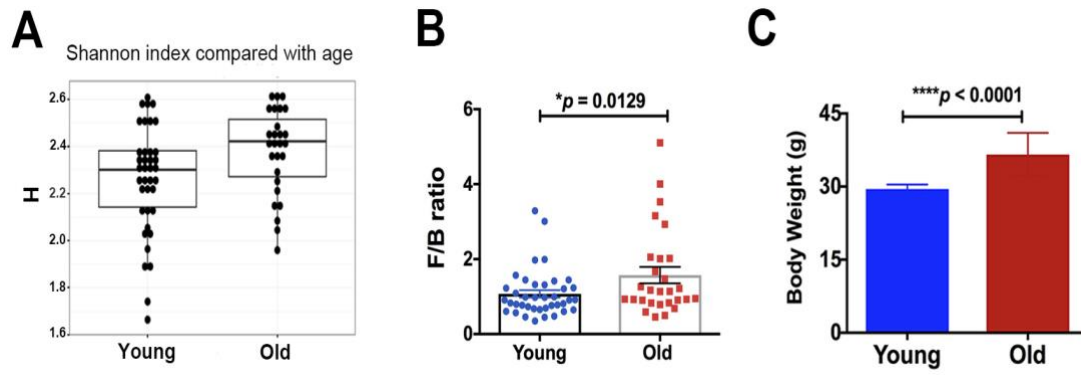 A
Shannon index compared with age
H
2.6
2.4
2.2
2.0
1.8
1.6
Young Old
B
*p = 0.0129
F/B ratio
6
4
2
0
Young Old
C
****p < 0.0001
Body Weight (g)
45
30
15
0
Young Old